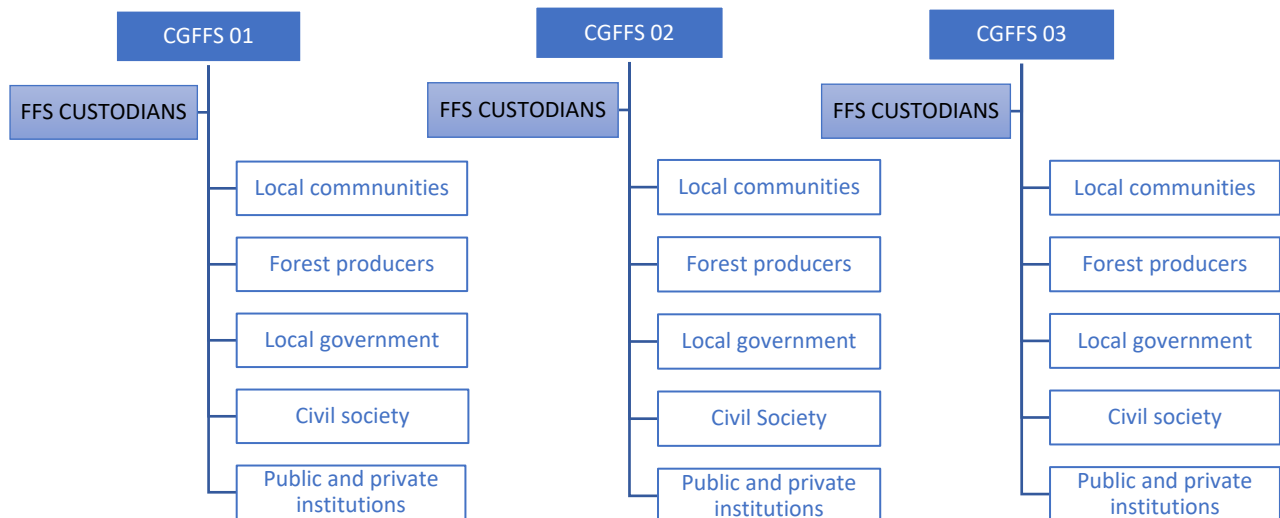 CGFFS 01
FFS CUSTODIANS
Local commnunities
Forest producers
Local government
Civil society
Public and private
institutions
CGFFS 02
FFS CUSTODIANS
Local communities
Forest producers
Local government
Civil Society
Public and private
institutions
CGFFS 03
FFS CUSTODIANS
Local communities
Forest producers
Local government
Civil society
Public and private
institutions